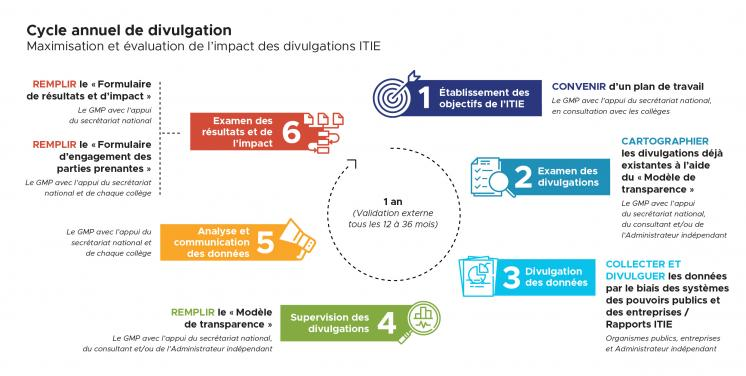 Cycle annuel de divulgation
Maximisation et évaluation de l'impact des divulgations ITIE
1 Établissement des
objectifs de l'ITIE
CONVENIR d'un plan de travail
Le GMP avec l'appui du secrétariat national,
en consultation avec les collèges
2 Examen des
divulgations
CARTOGRAPHIER
les divulgations déjà
existantes à l'aide
du « Modèle de
transparence »
Le GMP avec l'appui
du secrétariat national,
du consultant et/ou de
l'Administrateur indépendant
3 Divulgation
des données
COLLECTER ET
DIVULGUER les données
par le biais des systèmes
des pouvoirs publics et
des entreprises /
Rapports ITIE
Organismes publics, entreprises
et Administrateur indépendant
Supervision des
divulgations 4
REMPLIR le « Modèle
de transparence »
Le GMP avec l'appui du secrétariat national,
du consultant et/ou de l'Administrateur indépendant
Analyse et
communication
des données 5
Le GMP avec l'appui du
secrétariat national et
de chaque collège
Examen des
résultats et de
l'impact 6
REMPLIR le « Formulaire
de résultats et d'impact »
Le GMP avec l'appui
du secrétariat national
REMPLIR le « Formulaire
d'engagement des
parties prenantes »
Le GMP avec l'appui du secrétariat
national et de chaque collège
1 an
(Validation externe
tous les 12 à 36 mois)